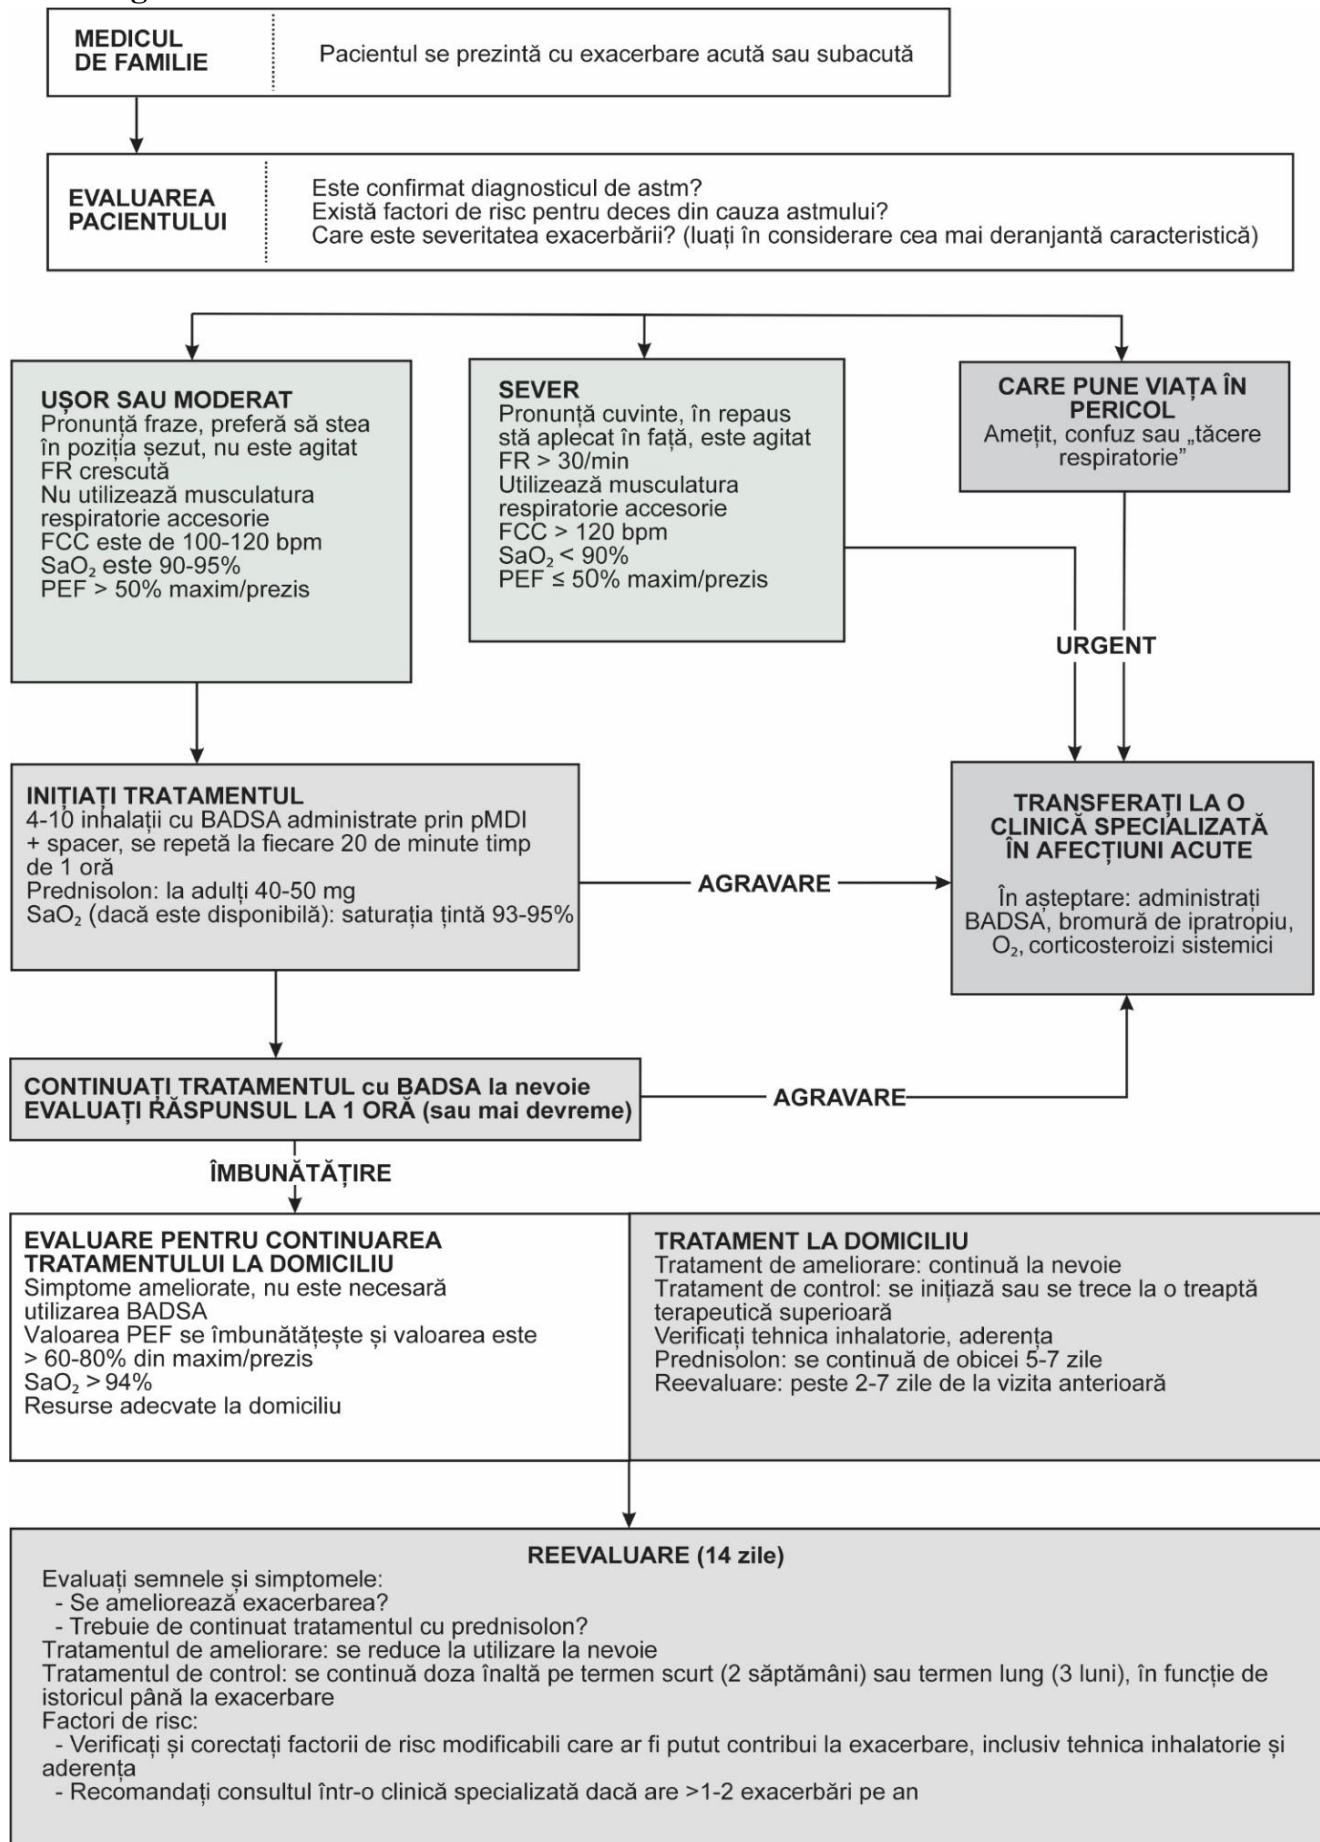 MEDICUL
DE FAMILIE
Pacientul se prezintă cu exacerbare acută sau subacută
EVALUAREA
PACIENTULUI
Este confirmat diagnosticul de astm?
Există factori de risc pentru deces din cauza astmului?
Care este severitatea exacerbării? (luați în considerare cea mai deranjantă caracteristică)
UȘOR SAU MODERAT
Pronunță fraze, preferă să stea
în poziția șezut, nu este agitat
FR crescută
Nu utilizează musculatura
respiratorie accesorie
FCC este de 100-120 bpm
SaO₂ este 90-95%
PEF > 50% maxim/prezis
SEVER
Pronunță cuvinte, în repaus
stă aplecat în față, este agitat
FR > 30/min
Utilizează musculatura
respiratorie accesorie
FCC > 120 bpm
SaO₂ < 90%
PEF ≤ 50% maxim/prezis
CARE PUNE VIAȚA ÎN
PERICOL
Amețit, confuz sau „tăcere
respiratorie”
URGENT
INIȚIAȚI TRATAMENTUL
4-10 inhalații cu BADSA administrate prin pMDI
+ spacer, se repetă la fiecare 20 de minute timp
de 1 oră
Prednisolon: la adulți 40-50 mg
SaO₂ (dacă este disponibilă): saturația țintă 93-95%
AGRAVARE
TRANSFERAȚI LA O
CLINICĂ SPECIALIZATĂ
ÎN AFECȚIUNI ACUTE
În așteptare: administrați
BADSA, bromură de ipratropiu,
O₂, corticosteroizi sistemici
CONTINUAȚI TRATAMENTUL cu BADSA la nevoie
EVALUAȚI RĂSPUNSUL LA 1 ORĂ (sau mai devreme)
AGRAVARE
ÎMBUNĂTĂȚIRE
EVALUARE PENTRU CONTINUAREA
TRATAMENTULUI LA DOMICILIU
Simptome ameliorate, nu este necesară
utilizarea BADSA
Valoarea PEF se îmbunătățește și valoarea este
> 60-80% din maxim/prezis
SaO₂ > 94%
Resurse adecvate la domiciliu
TRATAMENT LA DOMICILIU
Tratament de ameliorare: continuă la nevoie
Tratament de control: se inițiază sau se trece la o treaptă
terapeutică superioară
Verificați tehnica inhalatorie, aderența
Prednisolon: se continuă de obicei 5-7 zile
Reevaluare: peste 2-7 zile de la vizita anterioară
REEVALUARE (14 zile)
Evaluați semnele și simptomele:
- Se ameliorează exacerbarea?
- Trebuie de continuat tratamentul cu prednisolon?
Tratamentul de ameliorare: se reduce la utilizare la nevoie
Tratamentul de control: se continuă doza înaltă pe termen scurt (2 săptămâni) sau termen lung (3 luni), în funcție de
istoricul până la exacerbare
Factori de risc:
- Verificați și corectați factorii de risc modificabili care ar fi putut contribui la exacerbare, inclusiv tehnica inhalatorie și
aderența
- Recomandați consultul într-o clinică specializată dacă are >1-2 exacerbări pe an